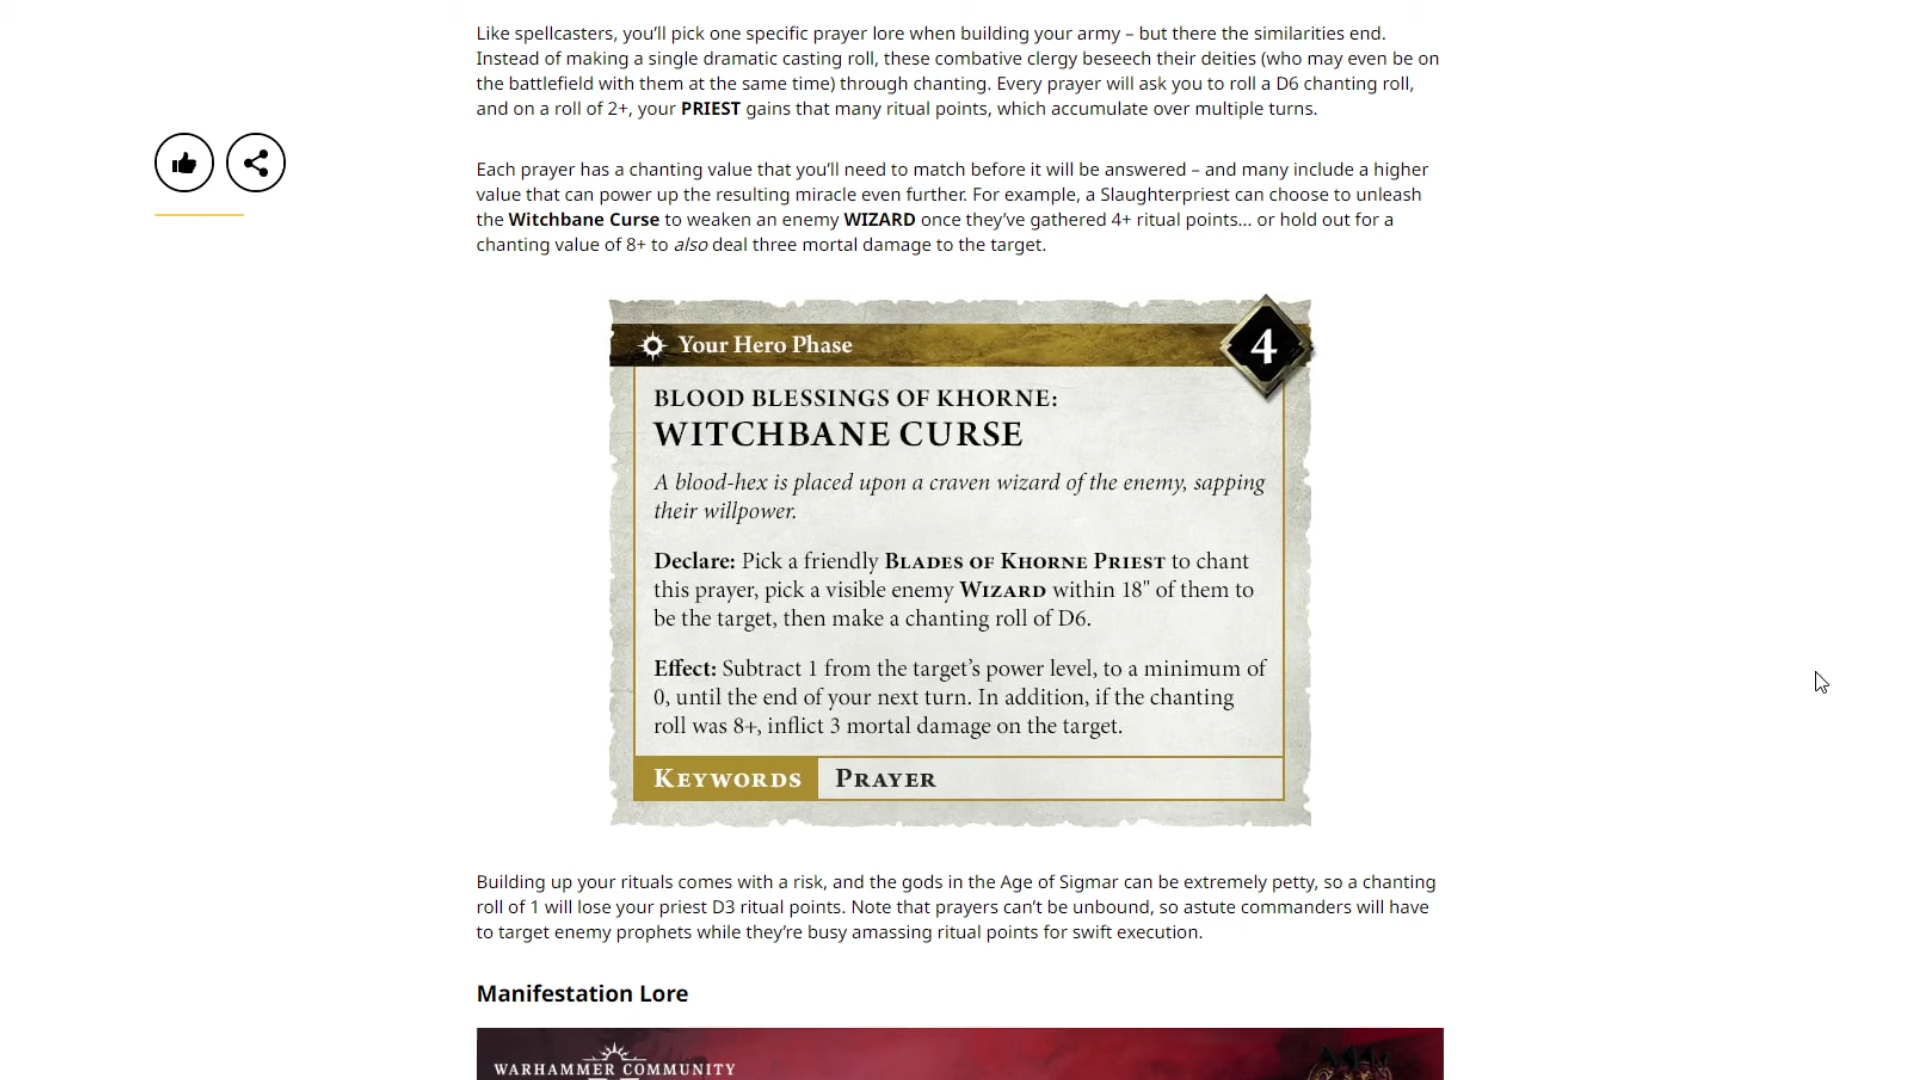 Like spellcasters, you’ll pick one specific prayer lore when building your army – but there the similarities end.
Instead of making a single dramatic casting roll, these combative clergy beseech their deities (who may even be on
the battlefield with them at the same time) through chanting. Every prayer will ask you to roll a D6 chanting roll,
and on a roll of 2+, your PRIEST gains that many ritual points, which accumulate over multiple turns.
Each prayer has a chanting value that you’ll need to match before it will be answered – and many include a higher
value that can power up the resulting miracle even further. For example, a Slaughterpriest can choose to unleash
the Witchbane Curse to weaken an enemy WIZARD once they’ve gathered 4+ ritual points… or hold out for a
chanting value of 8+ to also deal three mortal damage to the target.
Your Hero Phase
4
BLOOD BLESSINGS OF KHORNE:
WITCHBANE CURSE
A blood-hex is placed upon a craven wizard of the enemy, sapping
their willpower.
Declare: Pick a friendly BLADES OF KHORNE PRIEST to chant
this prayer, pick a visible enemy WIZARD within 18" of them to
be the target, then make a chanting roll of D6.
Effect: Subtract 1 from the target’s power level, to a minimum of
0, until the end of your next turn. In addition, if the chanting
roll was 8+, inflict 3 mortal damage on the target.
KEYWORDS PRAYER
Building up your rituals comes with a risk, and the gods in the Age of Sigmar can be extremely petty, so a chanting
roll of 1 will lose your priest D3 ritual points. Note that prayers can’t be unbound, so astute commanders will have
to target enemy prophets while they’re busy amassing ritual points for swift execution.
Manifestation Lore
WARHAMMER COMMUNITY